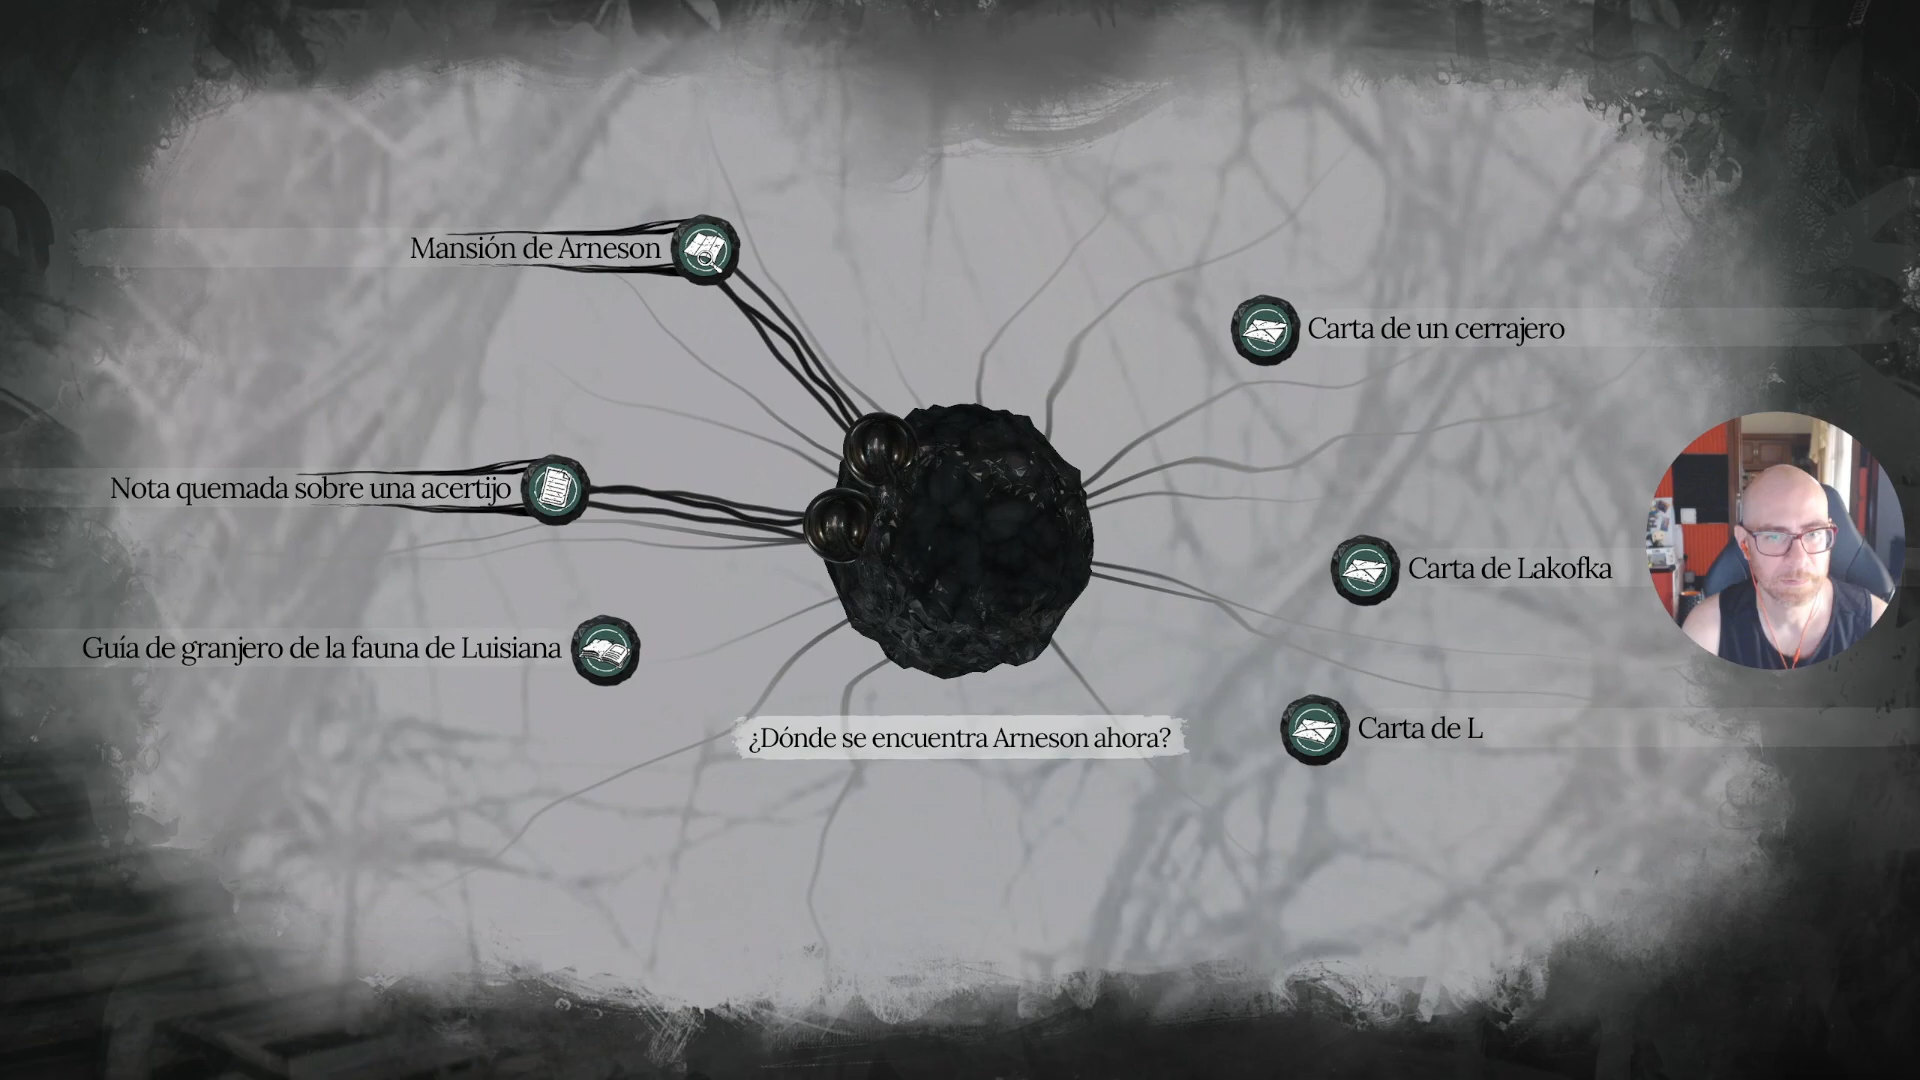 Mansión de Arneson
Carta de un cerrajero
Nota quemada sobre una acertijo
Carta de Lakofka
Guía de granjero de la fauna de Luisiana
Carta de L
¿Dónde se encuentra Arneson ahora?